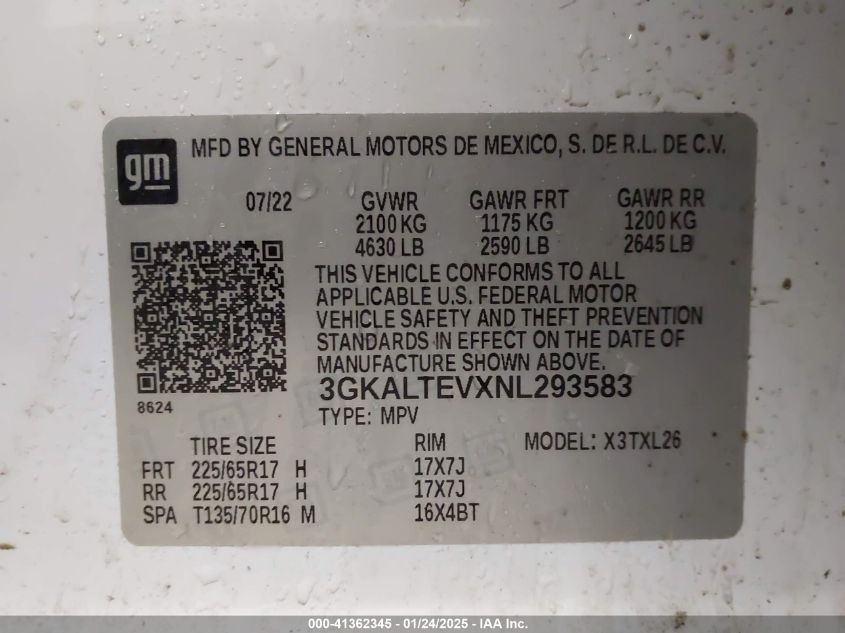 gm
MFD BY GENERAL MOTORS DE MEXICO, S. DE R.L. DE C.V.
07/22 GVWR GAWR FRT GAWR RR
2100 KG 1175 KG 1200 KG
4630 LB 2590 LB 2645 LB
THIS VEHICLE CONFORMS TO ALL
APPLICABLE U.S. FEDERAL MOTOR
VEHICLE SAFETY AND THEFT PREVENTION
STANDARDS IN EFFECT ON THE DATE OF
MANUFACTURE SHOWN ABOVE.
3GKALTEVXNL293583
8624
TYPE: MPV
TIRE SIZE RIM MODEL: X3TXL26
FRT 225/65R17 H 17X7J
RR 225/65R17 H 17X7J
SPA T135/70R16 M 16X4BT
000-41362345 - 01/24/2025 - IAA Inc.